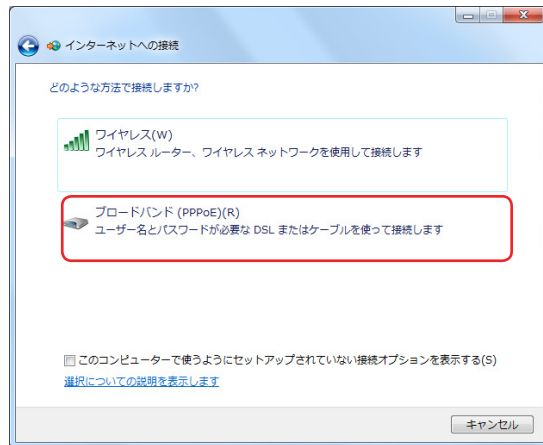 インターネットへの接続
どのような方法で接続しますか?
ワイヤレス(W)
ワイヤレス ルーター、ワイヤレス ネットワークを使用して接続します
ブロードバンド (PPPoE)(R)
ユーザー名とパスワードが必要な DSL またはケーブルを使って接続します
このコンピューターで使うようにセットアップされていない接続オプションを表示する(S)
選択についての説明を表示します
キャンセル